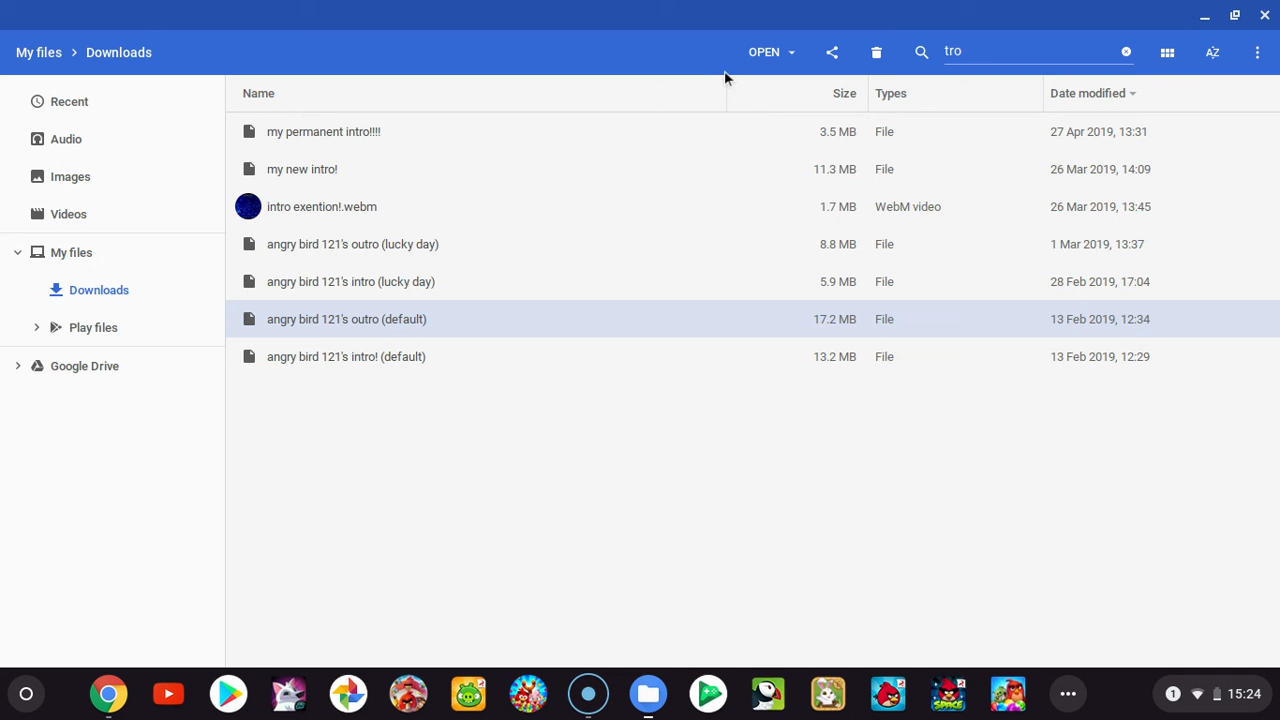 My files > Downloads OPEN tro
Name Size Types Date modified
Recent
Audio
Images
Videos
My files
Downloads
Play files
Google Drive
my permanent intro!!!! 3.5 MB File 27 Apr 2019, 13:31
my new intro! 11.3 MB File 26 Mar 2019, 14:09
intro exention!.webm 1.7 MB WebM video 26 Mar 2019, 13:45
angry bird 121's outro (lucky day) 8.8 MB File 1 Mar 2019, 13:37
angry bird 121's intro (lucky day) 5.9 MB File 28 Feb 2019, 17:04
angry bird 121's outro (default) 17.2 MB File 13 Feb 2019, 12:34
angry bird 121's intro! (default) 13.2 MB File 13 Feb 2019, 12:29
SPACE
1 15:24